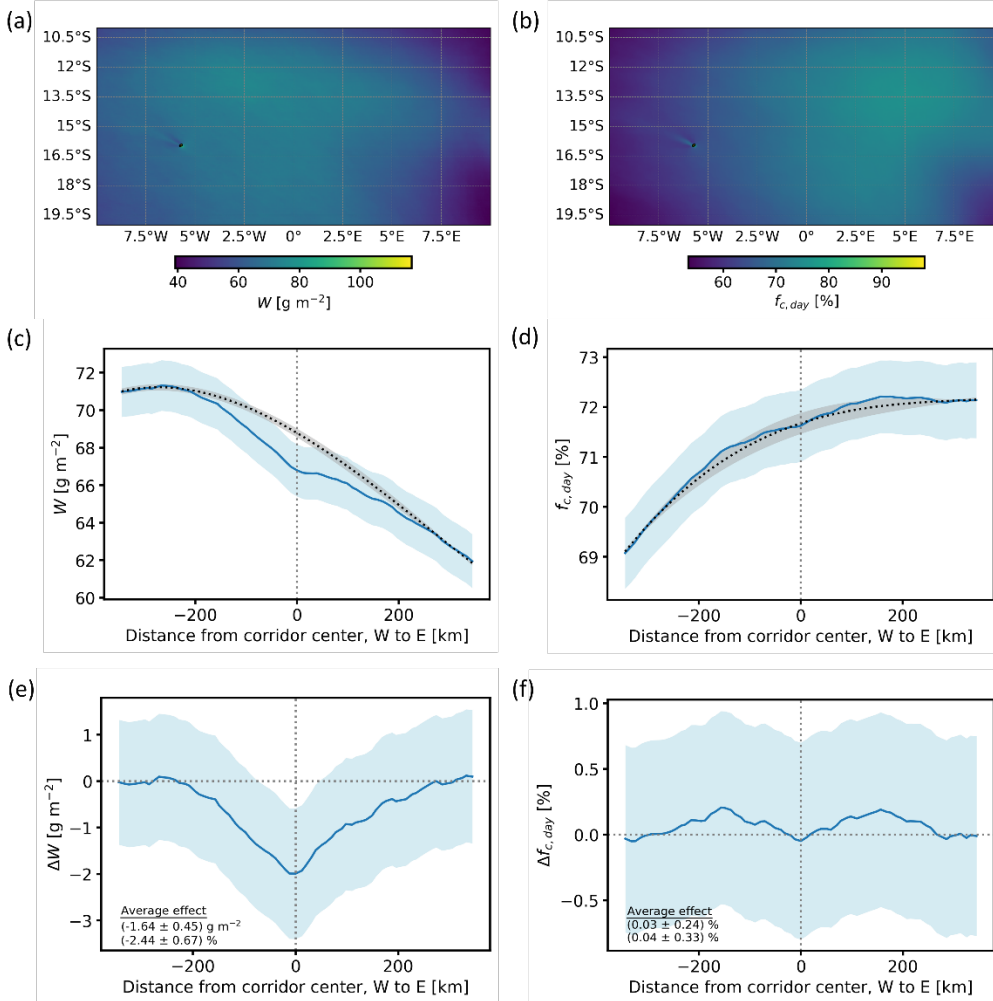 (a)
10.5°S
12°S
13.5°S
15°S
16.5°S
18°S
19.5°S
7.5°W
5°W
2.5°W
0°
2.5°E
5°E
7.5°E
40
60
80
100
W [g m⁻²]
(b)
10.5°S
12°S
13.5°S
15°S
16.5°S
18°S
19.5°S
7.5°W
5°W
2.5°W
0°
2.5°E
5°E
7.5°E
60
70
80
90
f_c, day [%]
(c)
72
70
68
66
64
62
60
W [g m⁻²]
−200
0
200
Distance from corridor center, W to E [km]
(d)
73
72
71
70
69
f_c, day [%]
−200
0
200
Distance from corridor center, W to E [km]
(e)
1
0
−1
−2
−3
ΔW [g m⁻²]
Average effect
(-1.64 ± 0.45) g m⁻²
(-2.44 ± 0.67) %
−200
0
200
Distance from corridor center, W to E [km]
(f)
1.0
0.5
0.0
−0.5
Δf_c, day [%]
Average effect
(0.03 ± 0.24) %
(0.04 ± 0.33) %
−200
0
200
Distance from corridor center, W to E [km]